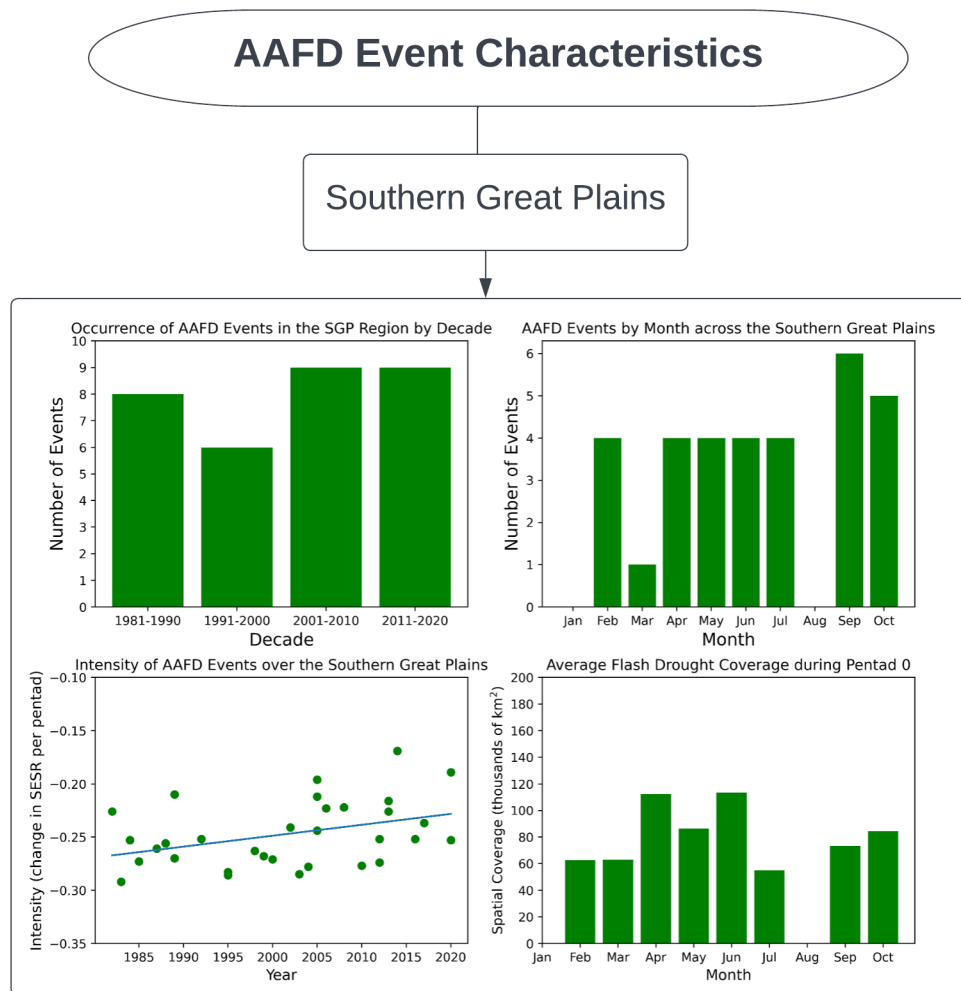 AAFD Event Characteristics
Southern Great Plains
Occurrence of AAFD Events in the SGP Region by Decade
10
9
8
7
6
5
4
3
2
1
0
Number of Events
1981-1990 1991-2000 2001-2010 2011-2020
Decade
AAFD Events by Month across the Southern Great Plains
6
5
4
3
2
1
0
Number of Events
Jan Feb Mar Apr May Jun Jul Aug Sep Oct
Month
Intensity of AAFD Events over the Southern Great Plains
−0.10
−0.15
−0.20
−0.25
−0.30
−0.35
Intensity (change in SESR per pentad)
1985 1990 1995 2000 2005 2010 2015 2020
Year
Average Flash Drought Coverage during Pentad 0
200
180
160
140
120
100
80
60
40
20
0
Spatial Coverage (thousands of km²)
Jan Feb Mar Apr May Jun Jul Aug Sep Oct
Month